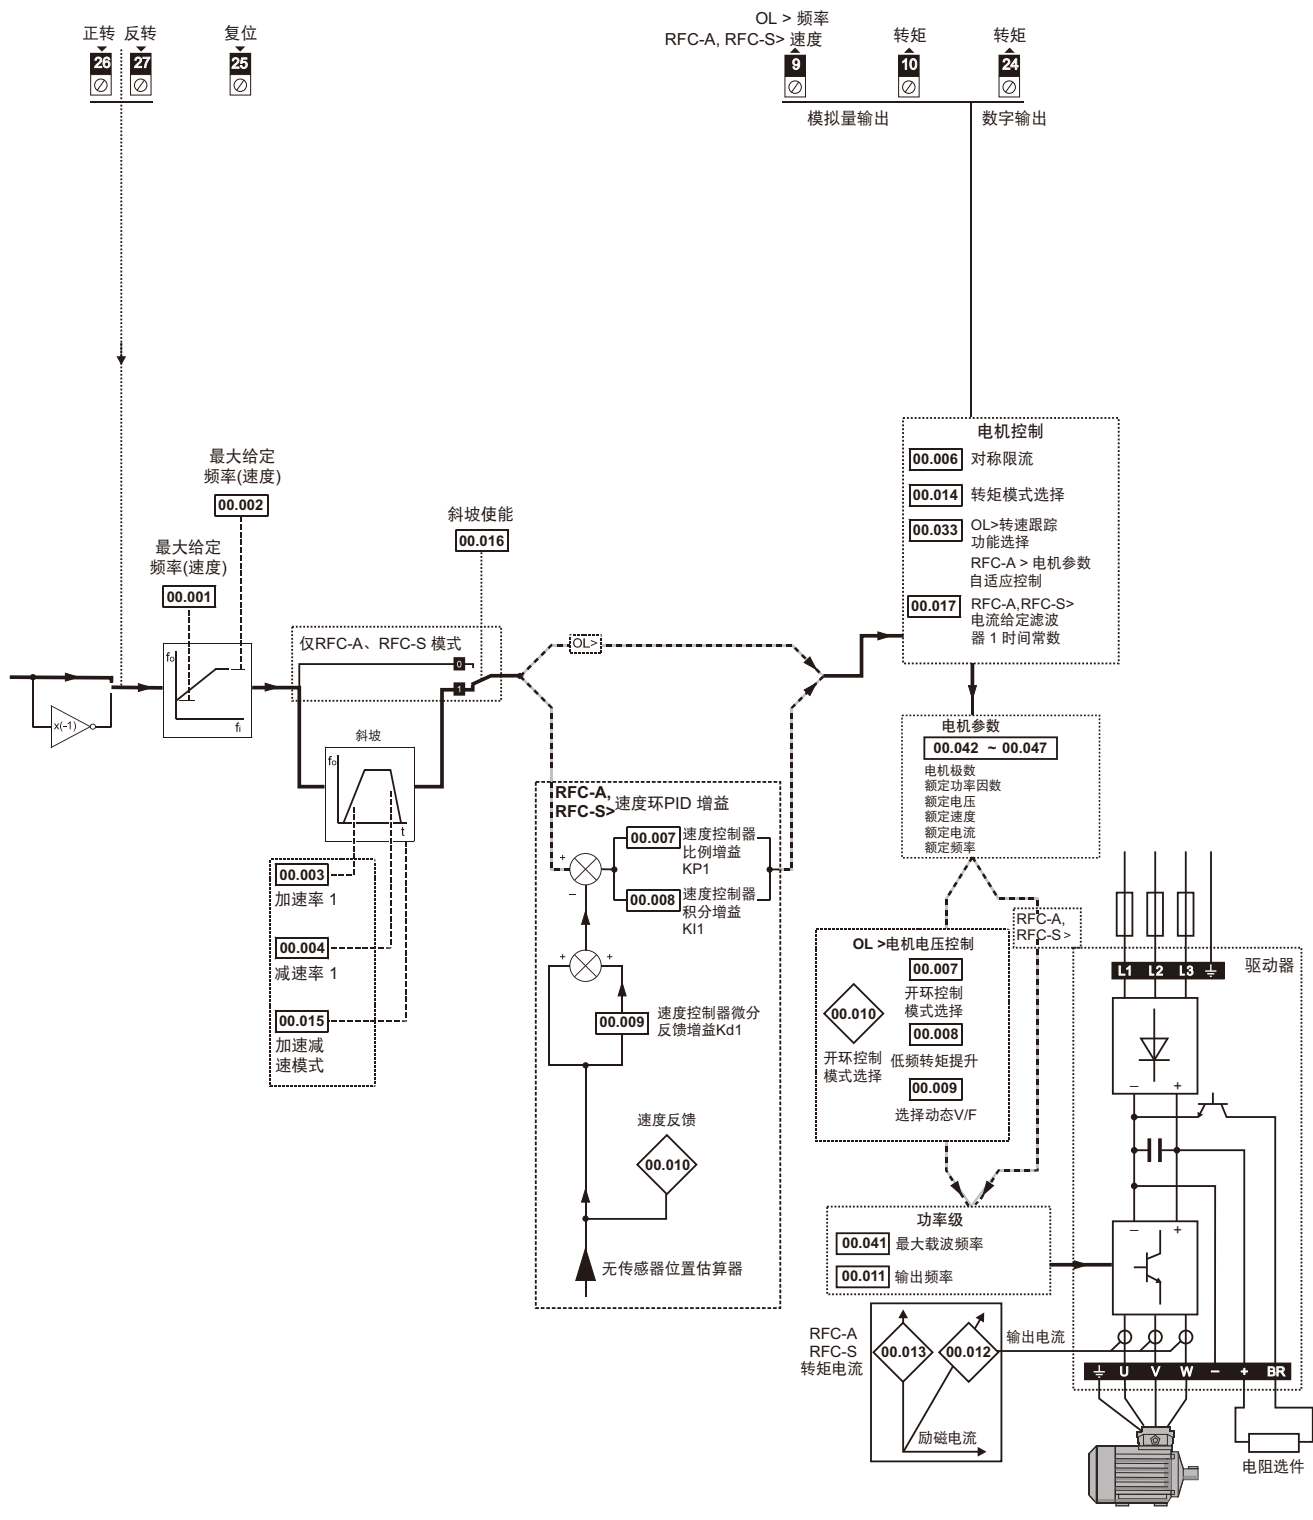 正转 反转
26
27
复位
25
OL > 频率
RFC-A, RFC-S> 速度
9
转矩
10
转矩
24
模拟量输出
数字输出
最大给定
频率(速度)
00.002
最大给定
频率(速度)
00.001
fo
fi
x(-1)
斜坡使能
00.016
仅RFC-A、RFC-S 模式
0
1
斜坡
fo
t
00.003
加速率 1
00.004
减速率 1
00.015
加速减
速模式
OL>
RFC-A,
RFC-S>
速度环PID 增益
00.007
速度控制器
比例增益
KP1
00.008
速度控制器
积分增益
KI1
+
−
+
+
00.009
速度控制器微分
反馈增益Kd1
速度反馈
00.010
无传感器位置估算器
电机控制
00.006 对称限流
00.014 转矩模式选择
00.033 OL>转速跟踪
功能选择
RFC-A > 电机参数
自适应控制
00.017 RFC-A,RFC-S>
电流给定滤波
器 1 时间常数
电机参数
00.042 ~ 00.047
电机极数
额定功率因数
额定电压
额定速度
额定电流
额定频率
RFC-A,
RFC-S >
OL >电机电压控制
00.007
开环控制
模式选择
00.010
开环控制
模式选择
00.008
低频转矩提升
00.009
选择动态V/F
功率级
00.041 最大载波频率
00.011 输出频率
RFC-A
RFC-S
转矩电流
00.013
00.012
励磁电流
输出电流
驱动器
L1 L2 L3
− +
− +
U V W − + BR
电阻选件